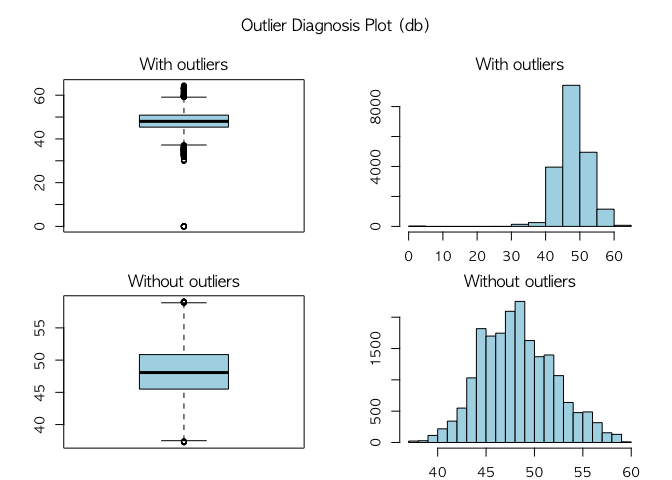 Outlier Diagnosis Plot (db)
With outliers
0 20 40 60
With outliers
0 4000 8000
0 10 20 30 40 50 60
Without outliers
40 45 50 55
Without outliers
0 500 1500
40 45 50 55 60